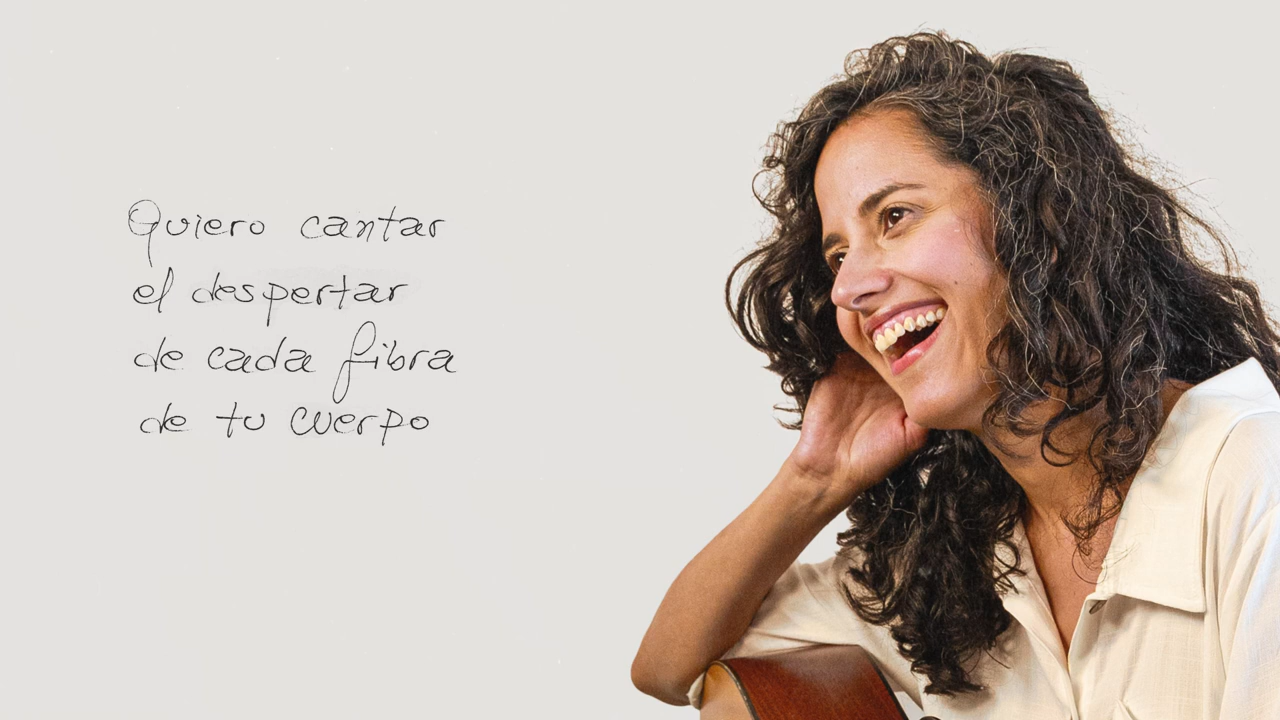 Quiero cantar
el despertar
de cada fibra
de tu cuerpo